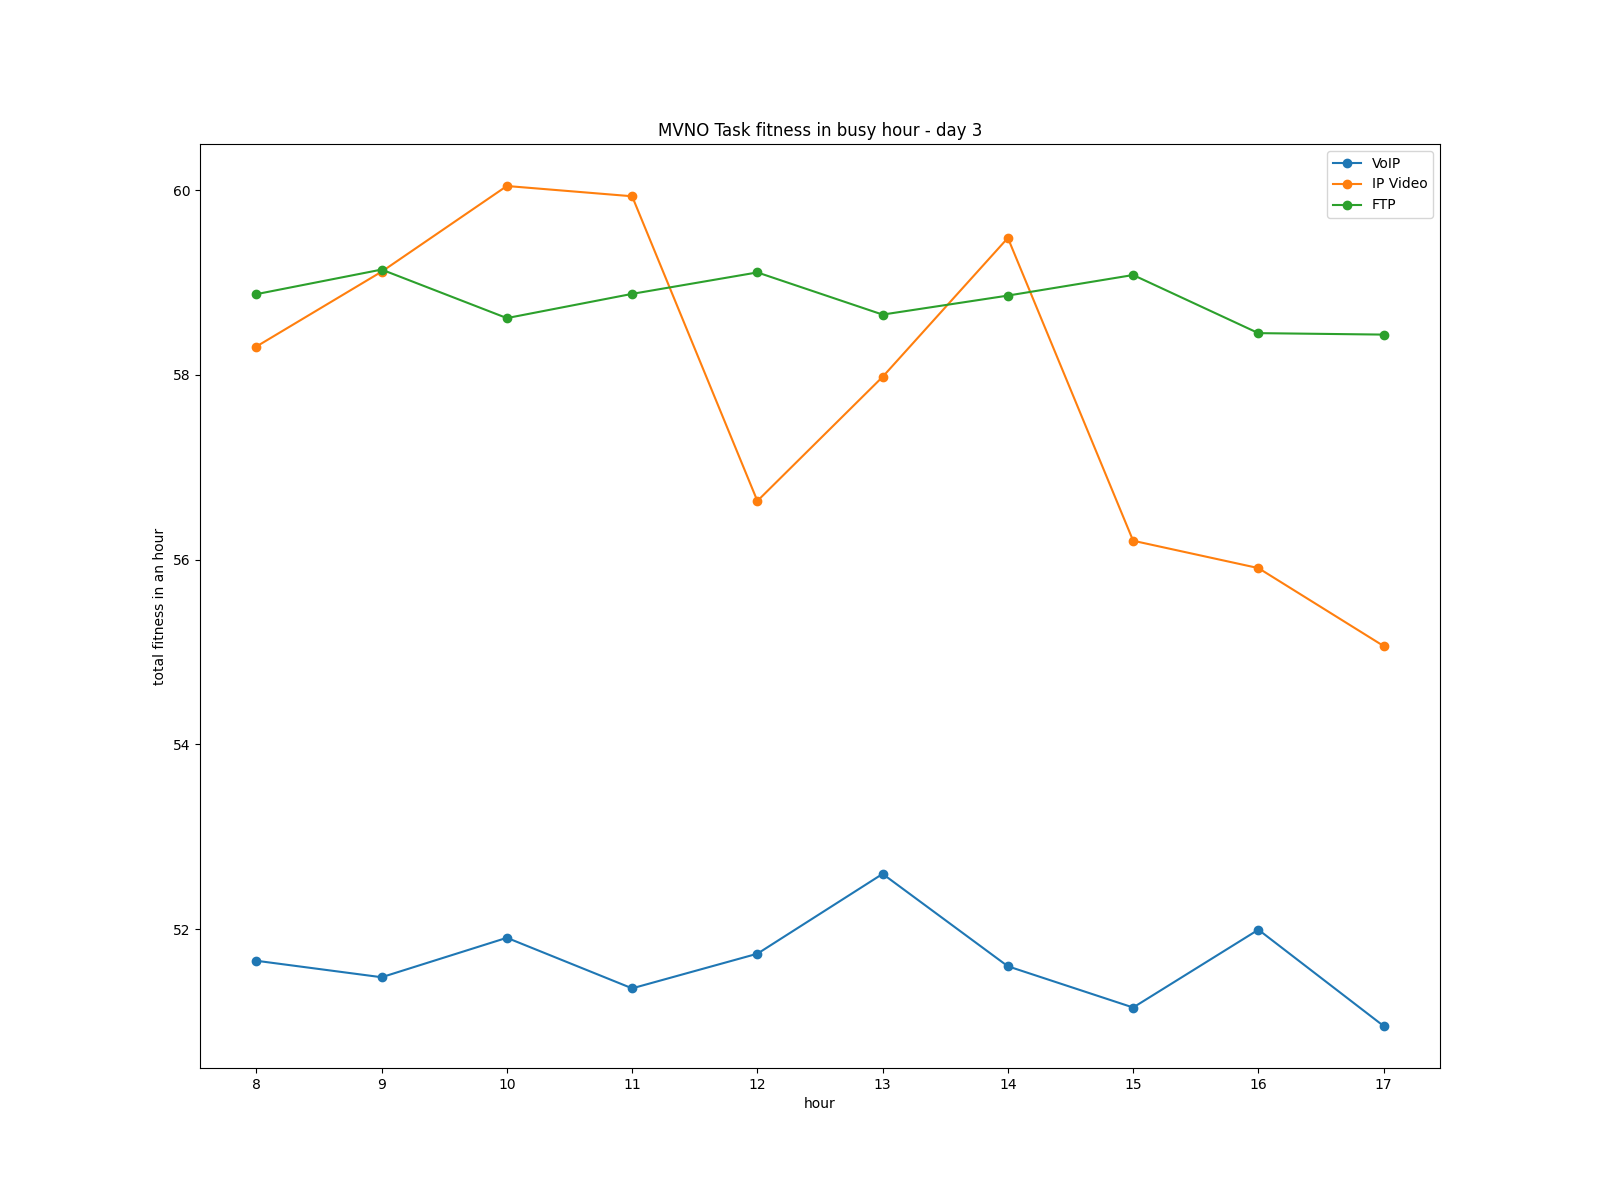 MVNO Task fitness in busy hour - day 3
VoIP
IP Video
FTP
60
58
56
54
52
total fitness in an hour
8 9 10 11 12 13 14 15 16 17
hour